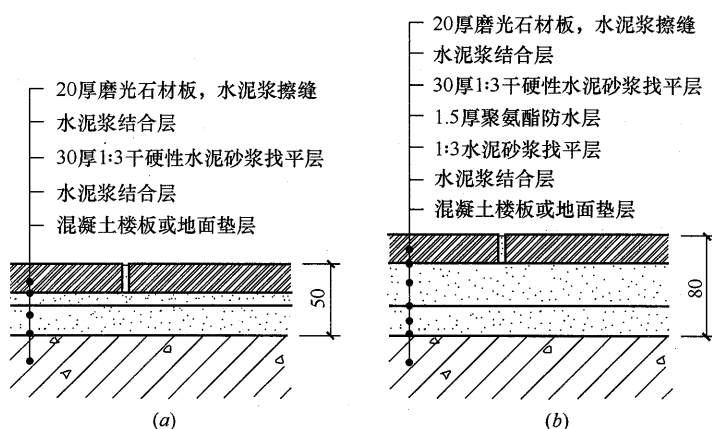 20厚磨光石材板，水泥浆擦缝
水泥浆结合层
30厚1:3干硬性水泥砂浆找平层
水泥浆结合层
混凝土楼板或地面垫层
50
(a)
20厚磨光石材板，水泥浆擦缝
水泥浆结合层
30厚1:3干硬性水泥砂浆找平层
1.5厚聚氨酯防水层
1:3水泥砂浆找平层
水泥浆结合层
混凝土楼板或地面垫层
80
(b)